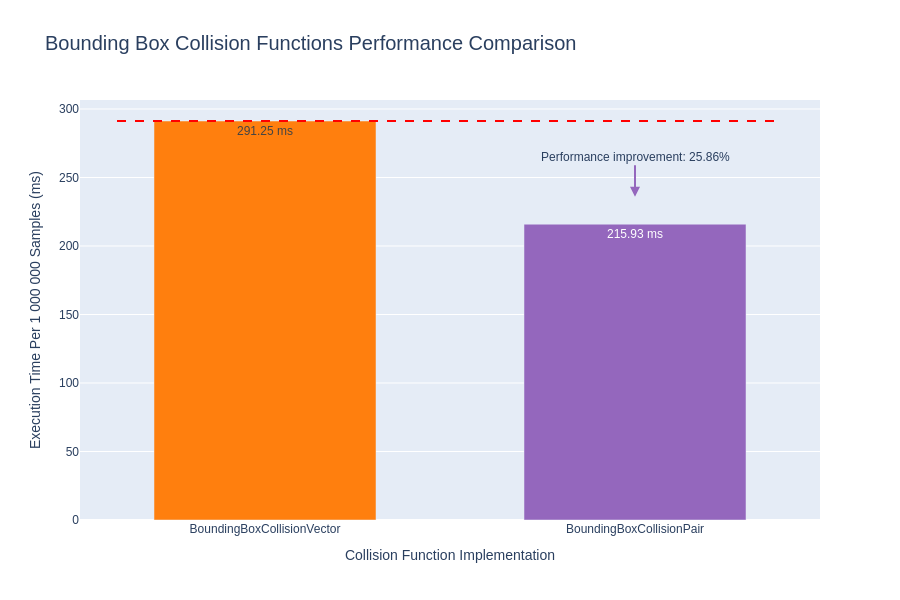 Bounding Box Collision Functions Performance Comparison
Execution Time Per 1 000 000 Samples (ms)
300
250
200
150
100
50
0
291.25 ms
Performance improvement: 25.86%
215.93 ms
BoundingBoxCollisionVector
BoundingBoxCollisionPair
Collision Function Implementation